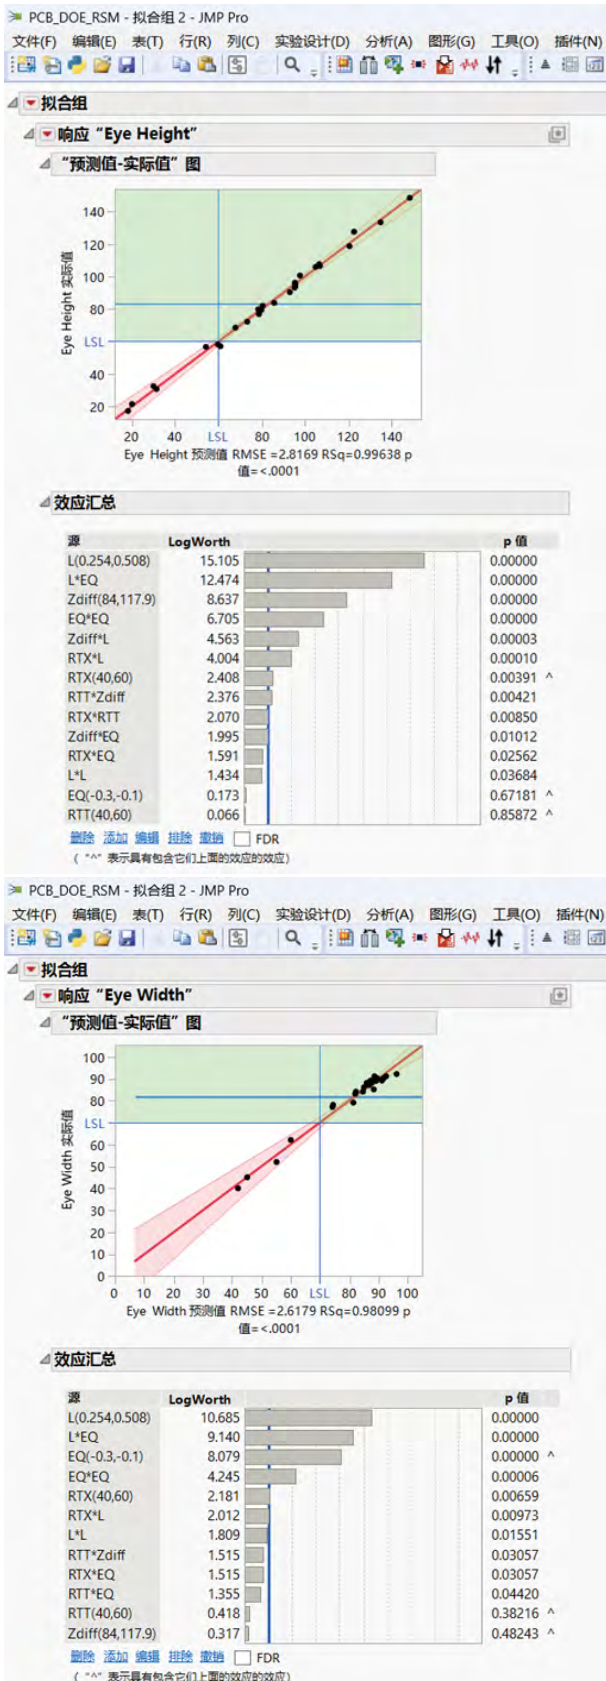 PCB_DOE_RSM - 拟合组 2 - JMP Pro
文件(F) 编辑(E) 表(T) 行(R) 列(C) 实验设计(D) 分析(A) 图形(G) 工具(O) 插件(N)
拟合组
响应 “Eye Height”
“预测值-实际值” 图
Eye Height 实际值
140
120
100
80
LSL
40
20
20 40 LSL 80 100 120 140
Eye Height 预测值 RMSE =2.8169 RSq=0.99638 p
值=<.0001
效应汇总
源 LogWorth p 值
L(0.254,0.508) 15.105 0.00000
L*EQ 12.474 0.00000
Zdiff(84,117.9) 8.637 0.00000
EQ*EQ 6.705 0.00000
Zdiff*L 4.563 0.00003
RTX*L 4.004 0.00010
RTX(40,60) 2.408 0.00391 ^
RTT*Zdiff 2.376 0.00421
RTX*RTT 2.070 0.00850
Zdiff*EQ 1.995 0.01012
RTX*EQ 1.591 0.02562
L*L 1.434 0.03684
EQ(-0.3,-0.1) 0.173 0.67181 ^
RTT(40,60) 0.066 0.85872 ^
删除 添加 编辑 排除 撤销 FDR
( “^” 表示具有包含它们上面的效应的效应)
PCB_DOE_RSM - 拟合组 2 - JMP Pro
文件(F) 编辑(E) 表(T) 行(R) 列(C) 实验设计(D) 分析(A) 图形(G) 工具(O) 插件(N)
拟合组
响应 “Eye Width”
“预测值-实际值” 图
Eye Width 实际值
100
90
80
LSL
60
50
40
30
20
10
0
0 10 20 30 40 50 60 LSL 80 90 100
Eye Width 预测值 RMSE =2.6179 RSq=0.98099 p
值=<.0001
效应汇总
源 LogWorth p 值
L(0.254,0.508) 10.685 0.00000
L*EQ 9.140 0.00000
EQ(-0.3,-0.1) 8.079 0.00000 ^
EQ*EQ 4.245 0.00006
RTX(40,60) 2.181 0.00659
RTX*L 2.012 0.00973
L*L 1.809 0.01551
RTT*Zdiff 1.515 0.03057
RTX*EQ 1.515 0.03057
RTT*EQ 1.355 0.04420
RTT(40,60) 0.418 0.38216 ^
Zdiff(84,117.9) 0.317 0.48243 ^
删除 添加 编辑 排除 撤销 FDR
( “^” 表示具有包含它们上面的效应的效应)